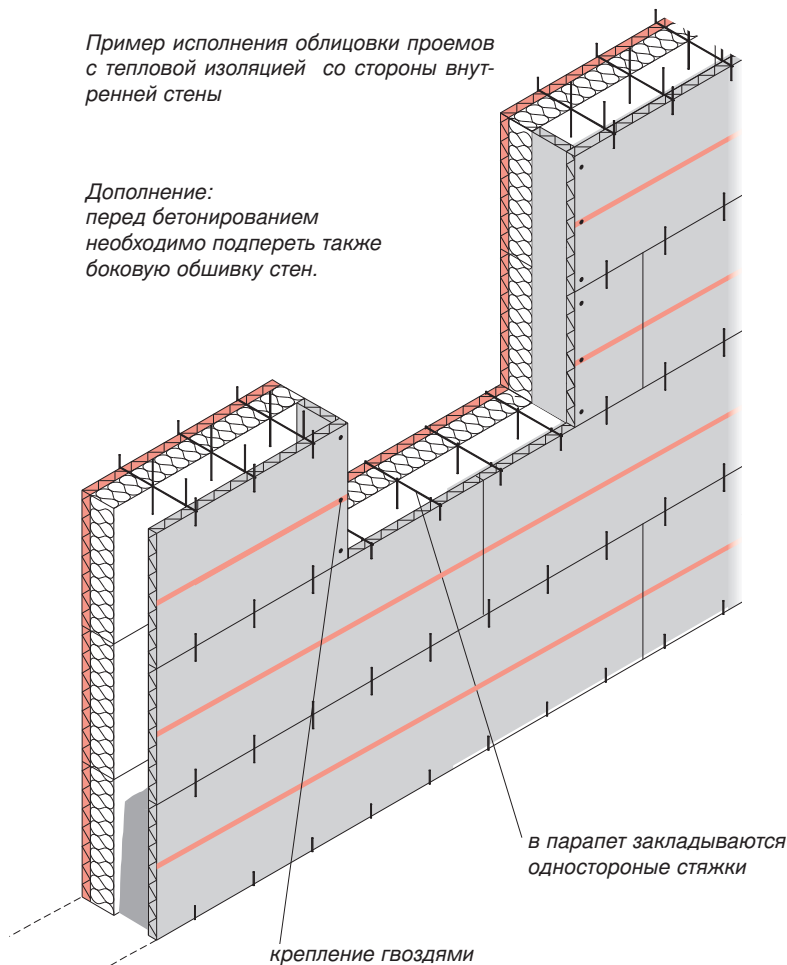 Пример исполнения облицовки проемов
с тепловой изоляцией со стороны внут-
ренней стены
Дополнение:
перед бетонированием
необходимо подпереть также
боковую обшивку стен.
в парапет закладываются
одностороные стяжки
крепление гвоздями